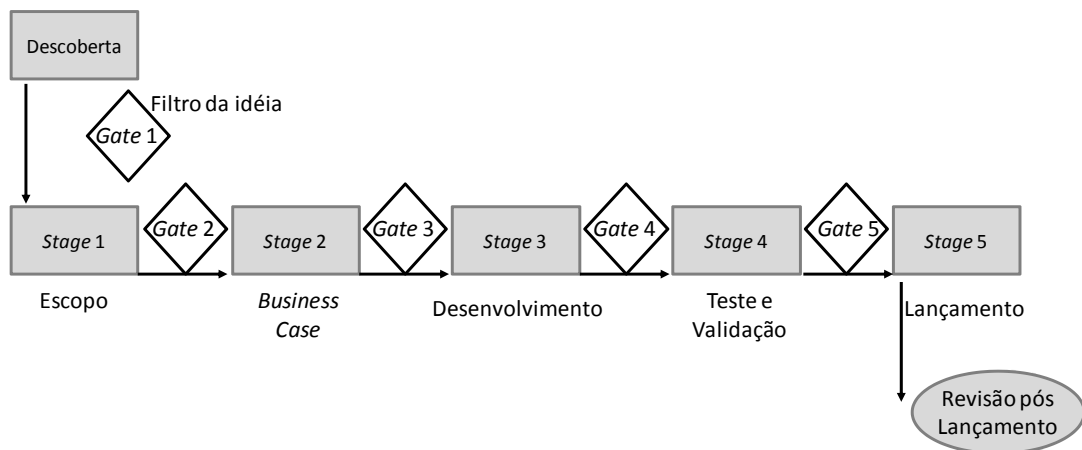 Descoberta
Filtro da idéia
Gate 1
Stage 1
Gate 2
Stage 2
Gate 3
Stage 3
Gate 4
Stage 4
Gate 5
Stage 5
Escopo
Business
Case
Desenvolvimento
Teste e
Validação
Lançamento
Revisão pós
Lançamento